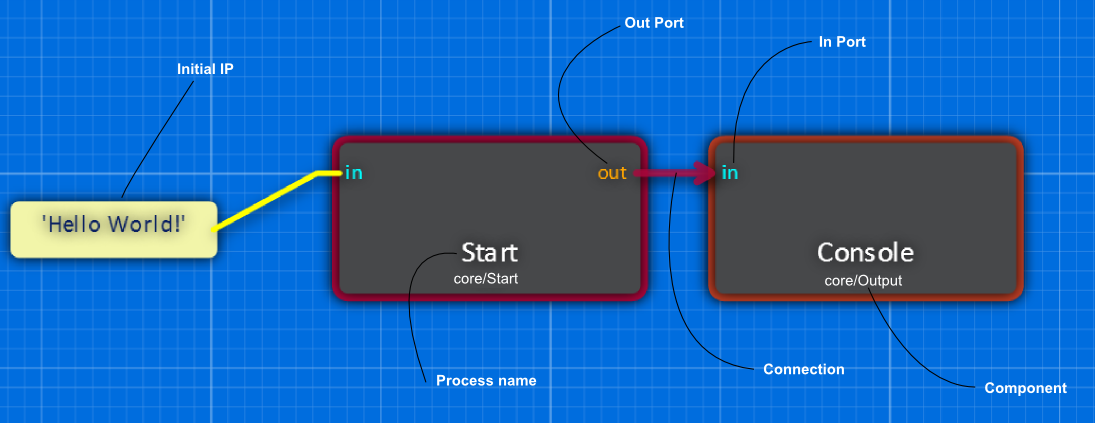 Out Port
In Port
Initial IP
in
out
in
'Hello World!'
Start
core/Start
Console
core/Output
Connection
Process name
Component